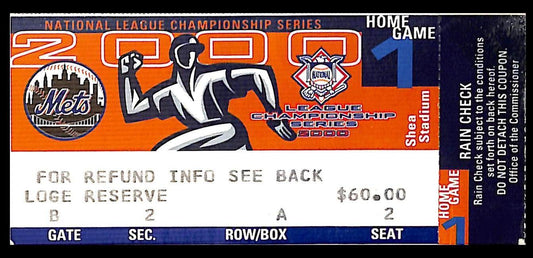 NATIONAL LEAGUE CHAMPIONSHIP SERIES
2000
Mets
NATIONAL
LEAGUE
LEAGUE
CHAMPIONSHIP
SERIES
2000
HOME
GAME
1
Shea
Stadium
FOR REFUND INFO SEE BACK
LOGE RESERVE $60.00
B 2 A 2
GATE SEC. ROW/BOX SEAT
HOME
GAME
1
RAIN CHECK
Rain Check subject to the conditions
set forth on back thereof.
DO NOT DETACH THIS COUPON.
Office of the Commissioner